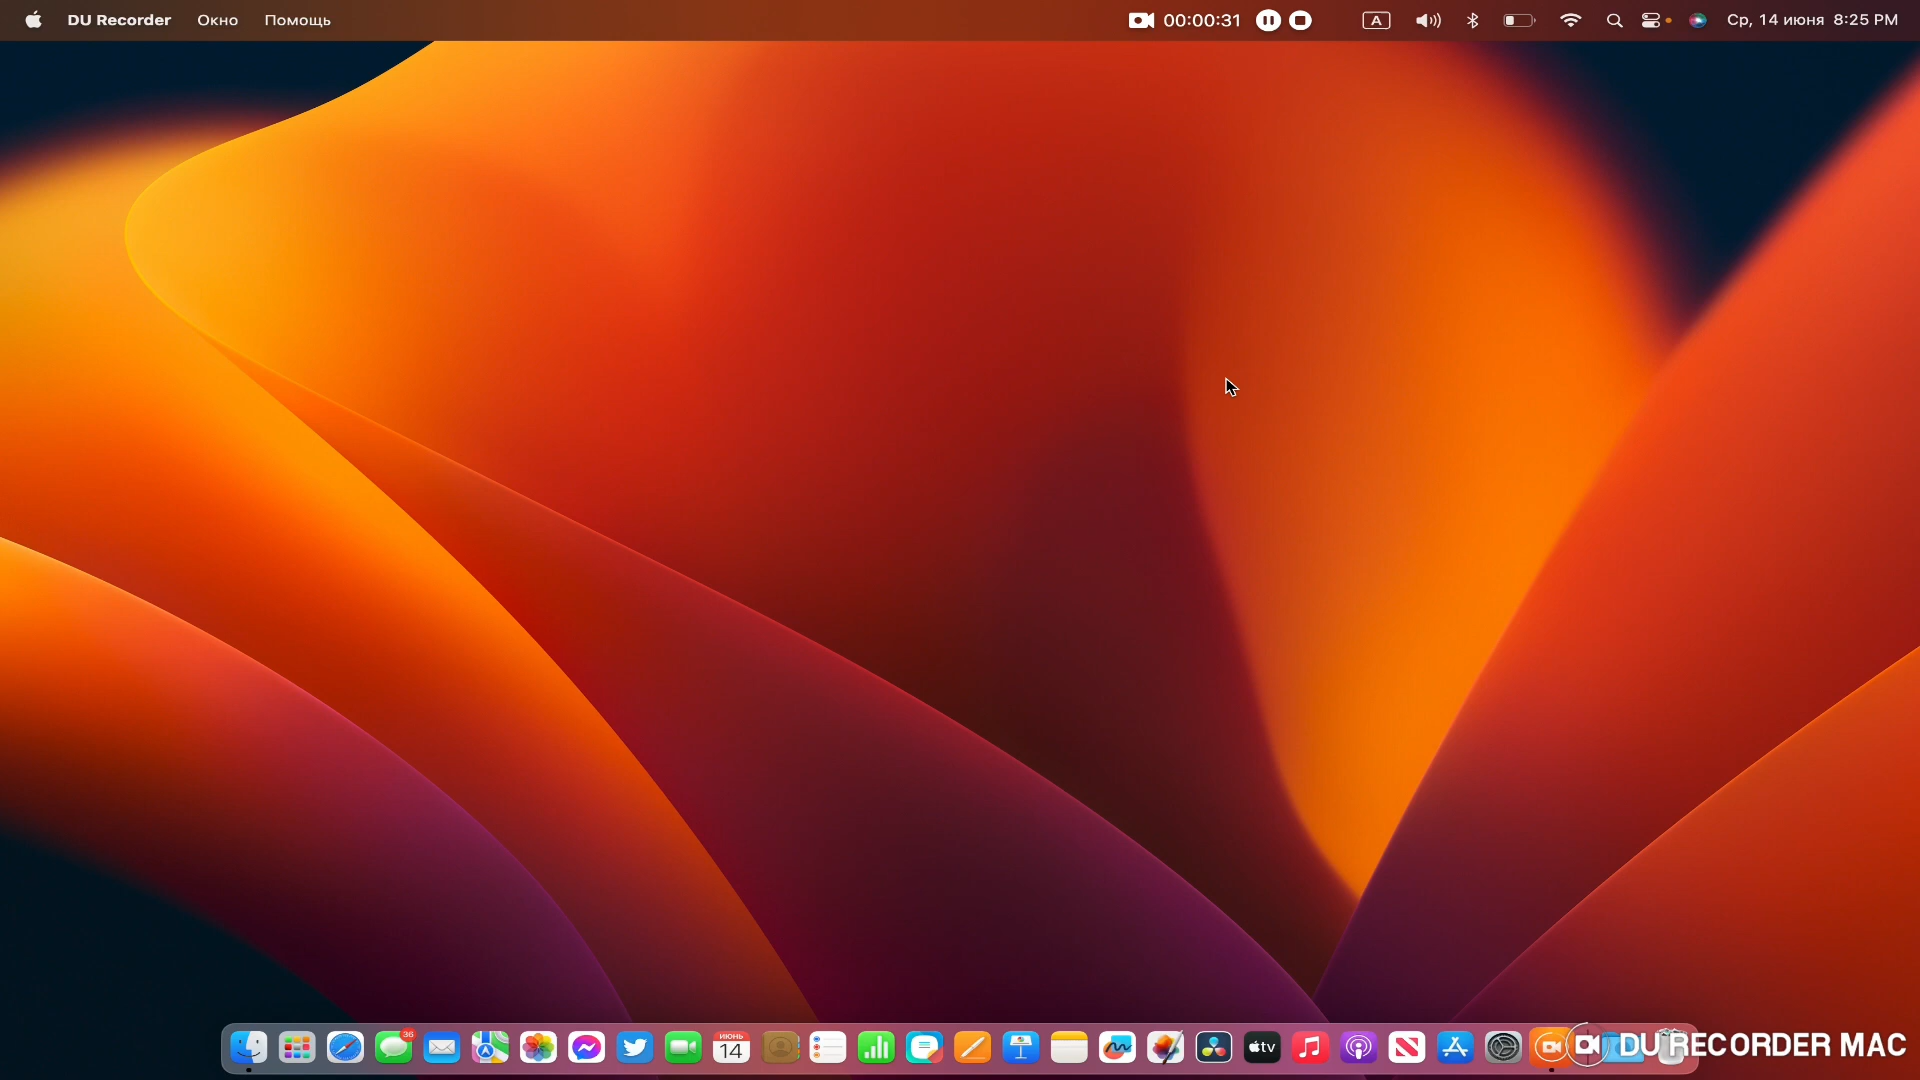 DU Recorder Окно Помощь 00:00:31 A Ср, 14 июня 8:25 PM
36
ИЮНЬ
14
tv
DU RECORDER MAC